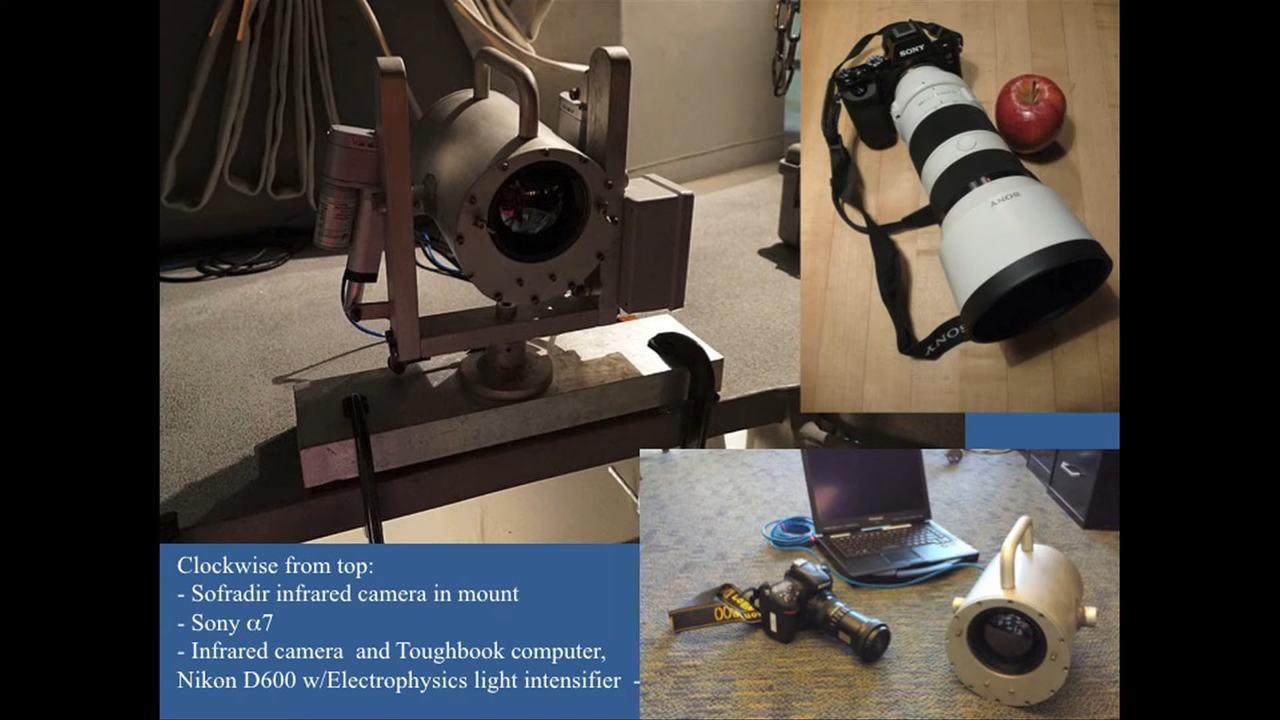 SONY
SONY
SONY
Clockwise from top:
- Sofradir infrared camera in mount
- Sony α7
- Infrared camera  and Toughbook computer,
Nikon D600 w/Electrophysics light intensifier  -